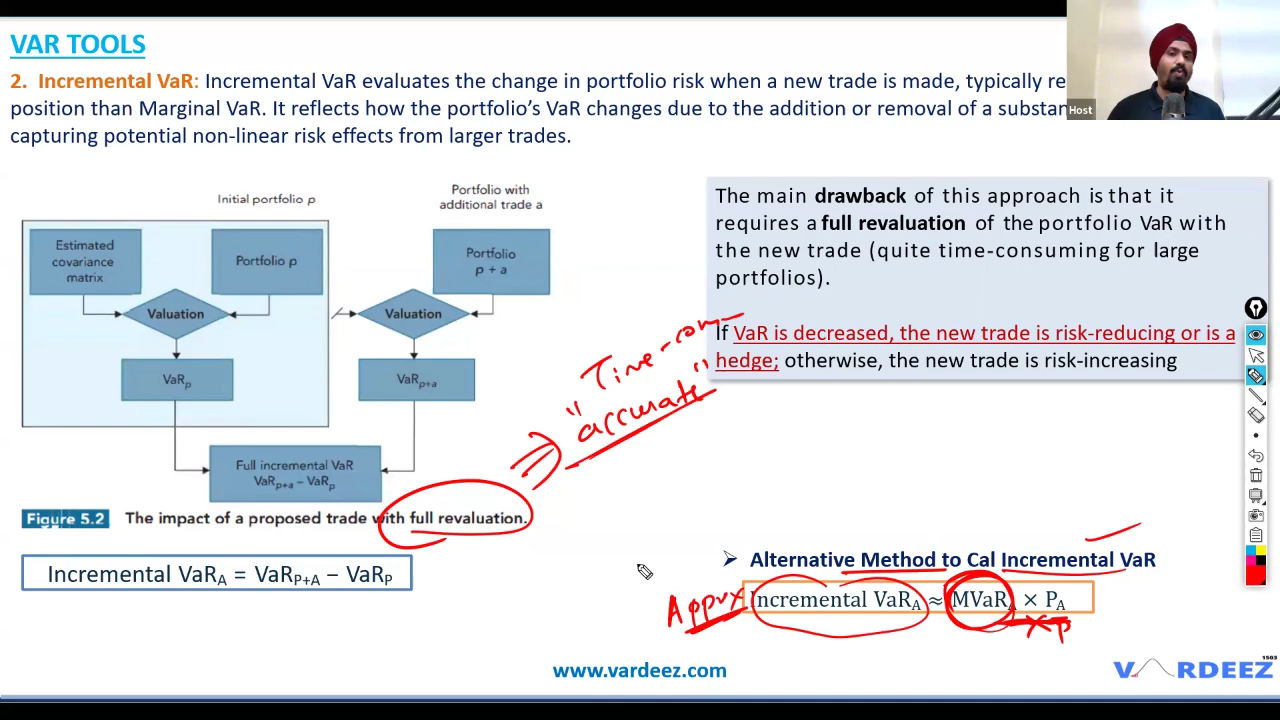 VAR TOOLS
2. Incremental VaR: Incremental VaR evaluates the change in portfolio risk when a new trade is made, typically
position than Marginal VaR. It reflects how the portfolio's VaR changes due to the addition or removal of a
capturing potential non-linear risk effects from larger trades.
Host
Initial portfolio p
Portfolio with
additional trade a
Estimated
covariance
matrix
Portfolio p
Portfolio
p + a
Valuation
Valuation
VaRp
VaRp+a
Full incremental VaR
VaRp+a − VaRp
Figure 5.2 The impact of a proposed trade with full revaluation.
Incremental VaRA = VaRP+A − VaRP
The main drawback of this approach is that it
requires a full revaluation of the portfolio VaR with
the new trade (quite time-consuming for large
portfolios).
If VaR is decreased, the new trade is risk-reducing or is a
hedge; otherwise, the new trade is risk-increasing
"Time-con
accurate"
➢ Alternative Method to Cal Incremental VaR
Approx
Incremental VaRA ≈ MVaRA × PA
×P
www.vardeez.com
VARDEEZ